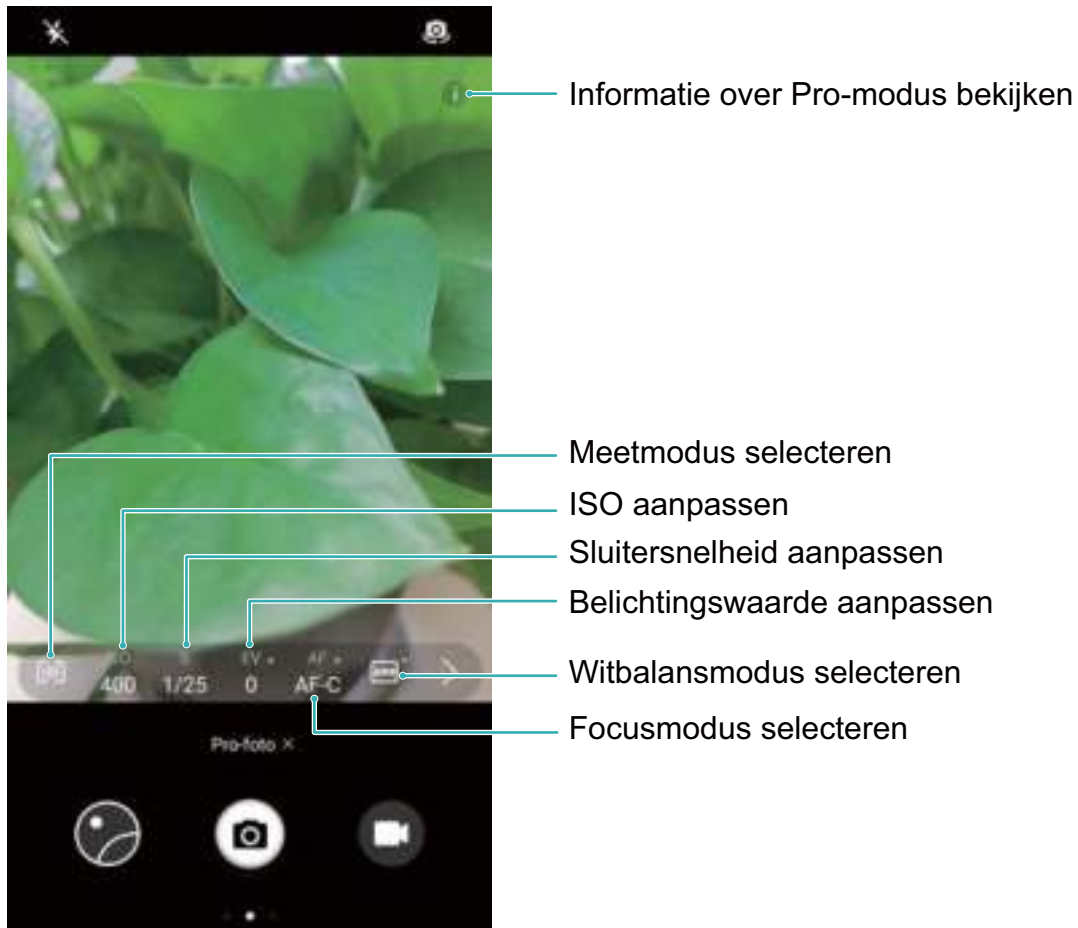 Informatie over Pro-modus bekijken
Meetmodus selecteren
ISO aanpassen
Sluitersnelheid aanpassen
Belichtingswaarde aanpassen
Witbalansmodus selecteren
Focusmodus selecteren
ISO S EV AF
400 1/25 0 AF-C
Pro-foto ×